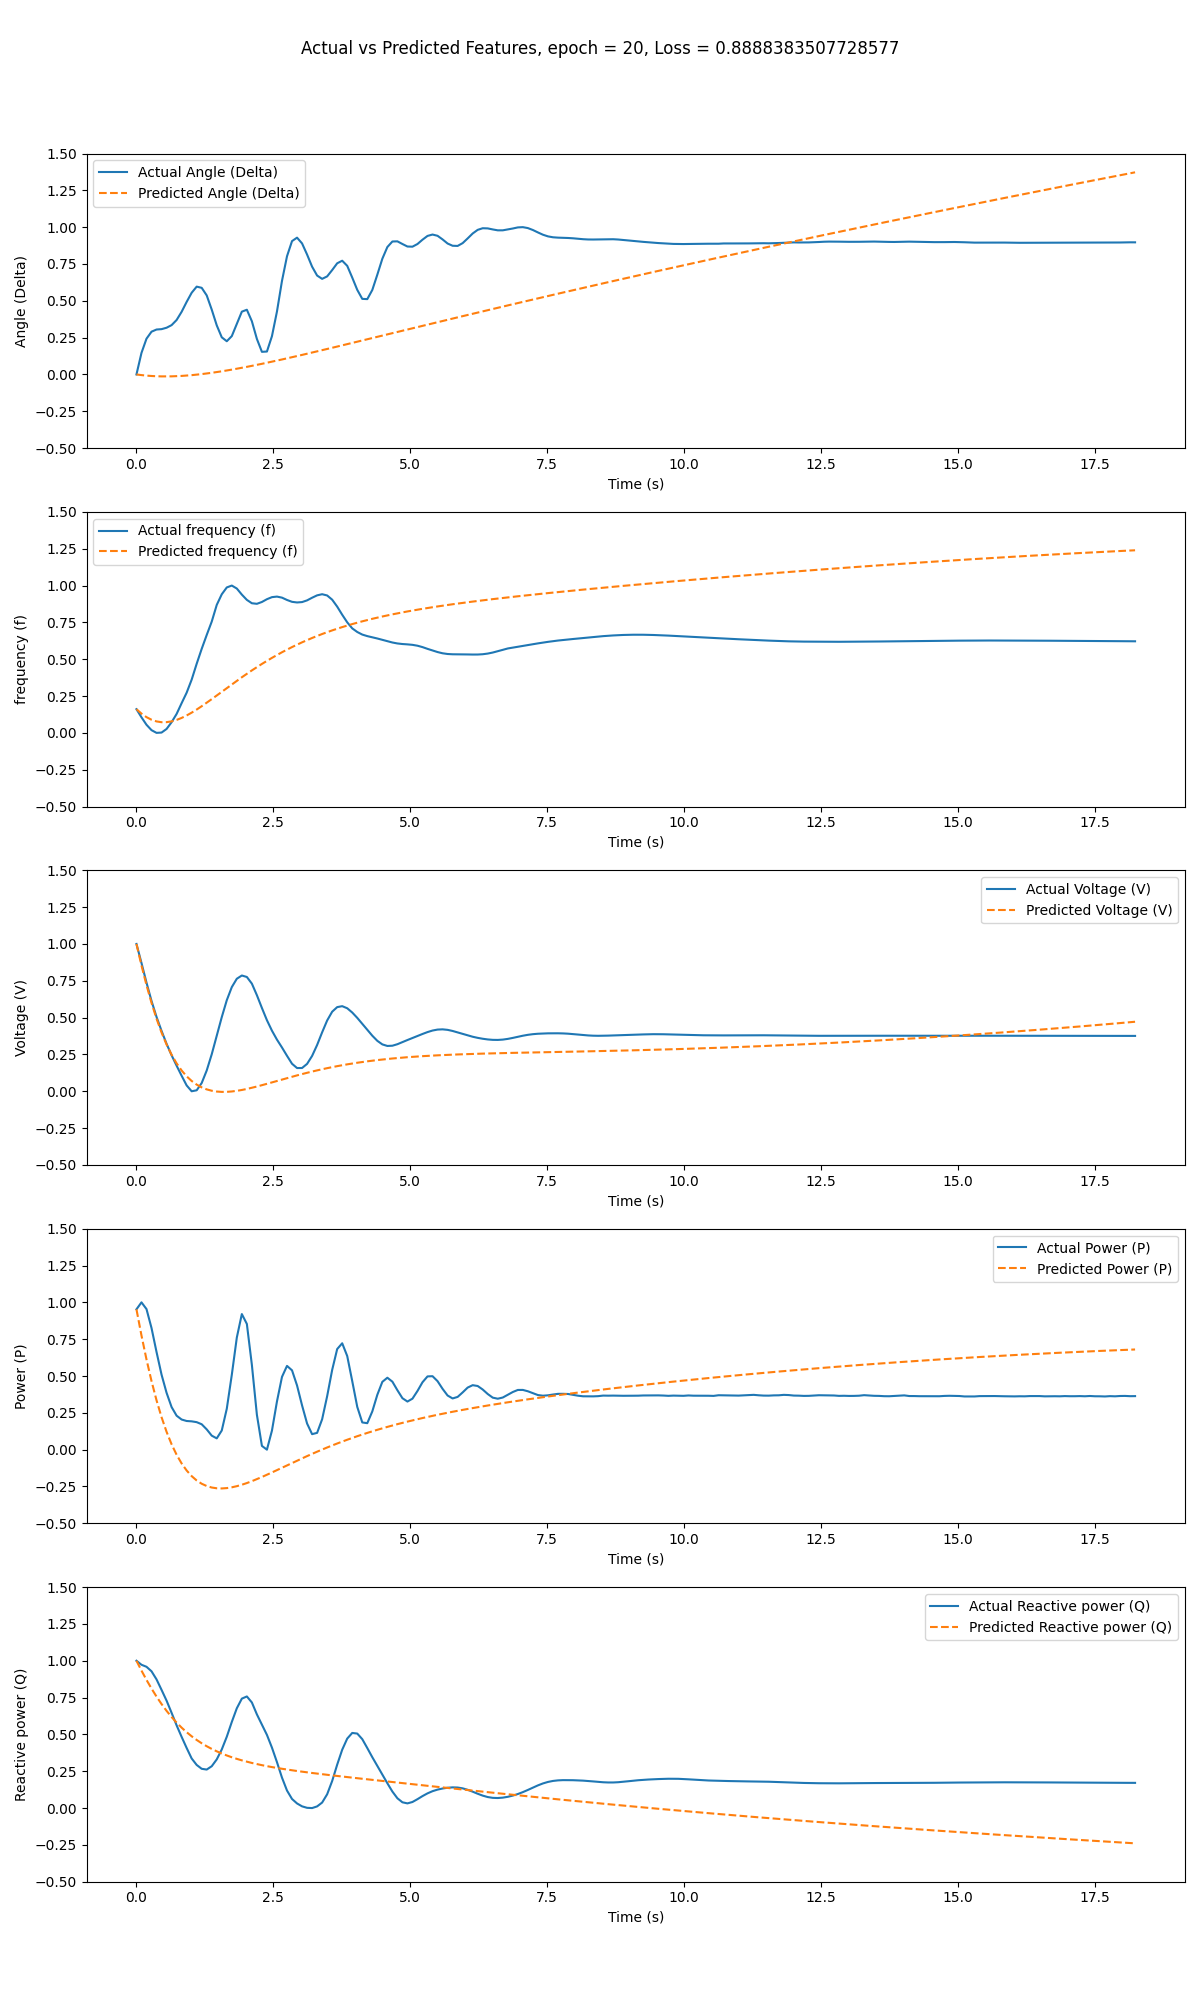 Actual vs Predicted Features, epoch = 20, Loss = 0.8888383507728577
1.50
1.25
1.00
0.75
0.50
0.25
0.00
−0.25
−0.50
Angle (Delta)
Actual Angle (Delta)
Predicted Angle (Delta)
0.0 2.5 5.0 7.5 10.0 12.5 15.0 17.5
Time (s)
1.50
1.25
1.00
0.75
0.50
0.25
0.00
−0.25
−0.50
frequency (f)
Actual frequency (f)
Predicted frequency (f)
0.0 2.5 5.0 7.5 10.0 12.5 15.0 17.5
Time (s)
1.50
1.25
1.00
0.75
0.50
0.25
0.00
−0.25
−0.50
Voltage (V)
Actual Voltage (V)
Predicted Voltage (V)
0.0 2.5 5.0 7.5 10.0 12.5 15.0 17.5
Time (s)
1.50
1.25
1.00
0.75
0.50
0.25
0.00
−0.25
−0.50
Power (P)
Actual Power (P)
Predicted Power (P)
0.0 2.5 5.0 7.5 10.0 12.5 15.0 17.5
Time (s)
1.50
1.25
1.00
0.75
0.50
0.25
0.00
−0.25
−0.50
Reactive power (Q)
Actual Reactive power (Q)
Predicted Reactive power (Q)
0.0 2.5 5.0 7.5 10.0 12.5 15.0 17.5
Time (s)